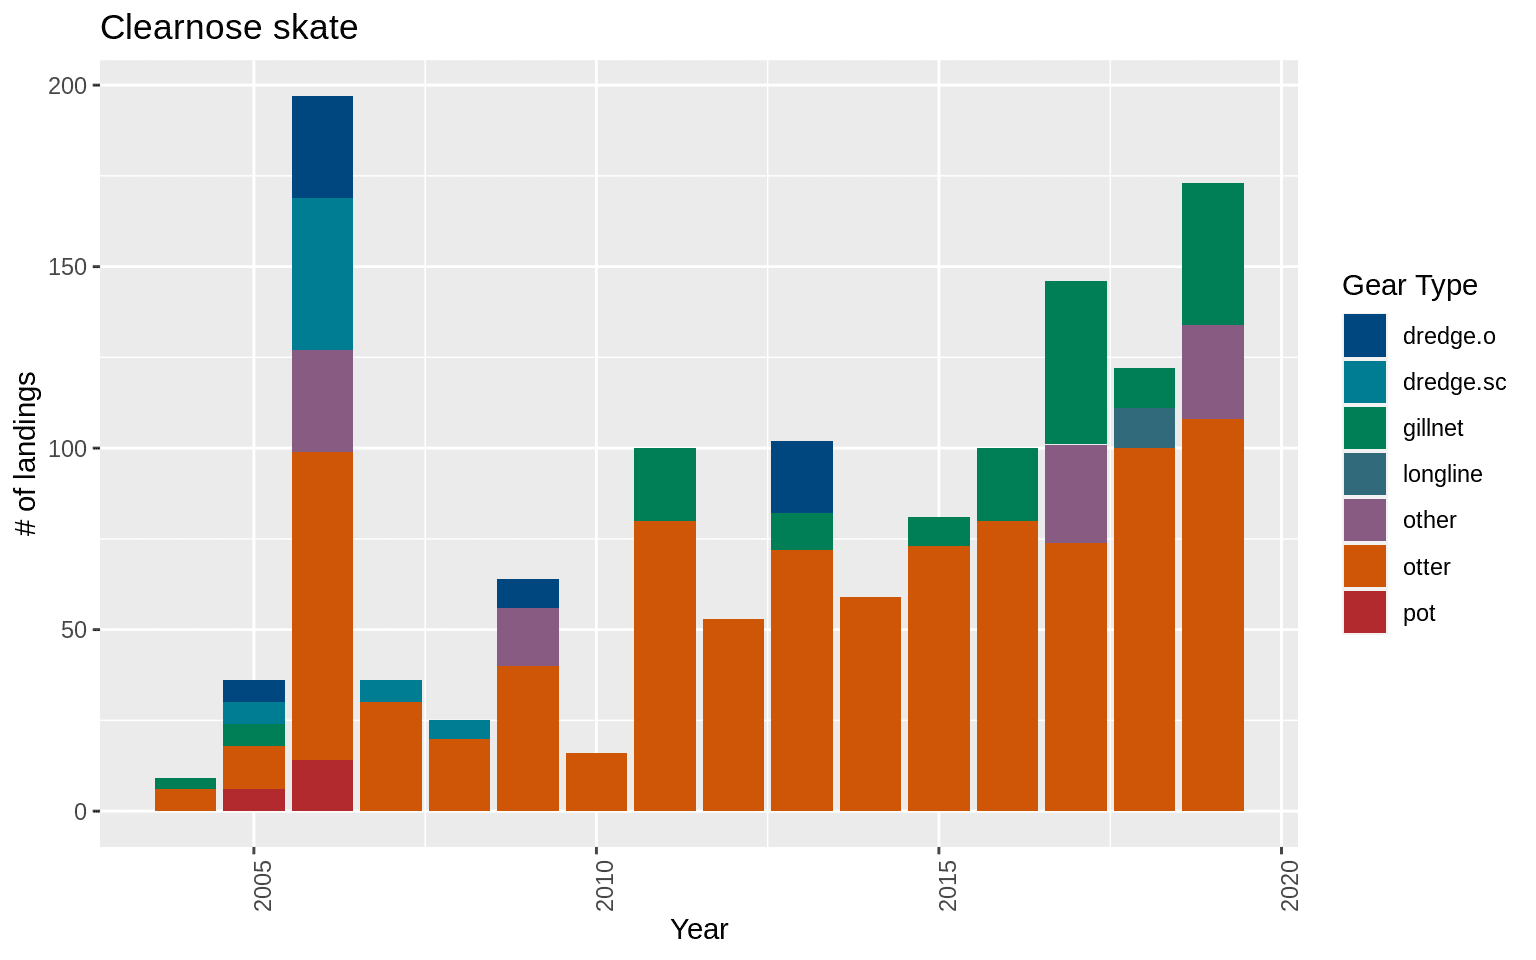 Clearnose skate
# of landings
200
150
100
50
0
2005
2010
2015
2020
Year
Gear Type
dredge.o
dredge.sc
gillnet
longline
other
otter
pot